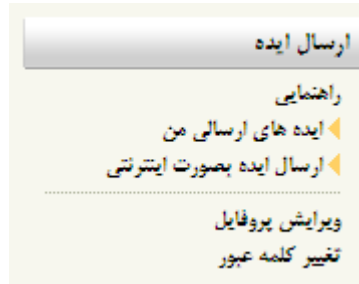 ارسال ایده
راهنمایی
ایده های ارسالی من
ارسال ایده بصورت اینترنتی
ویرایش پروفایل
تغییر کلمه عبور